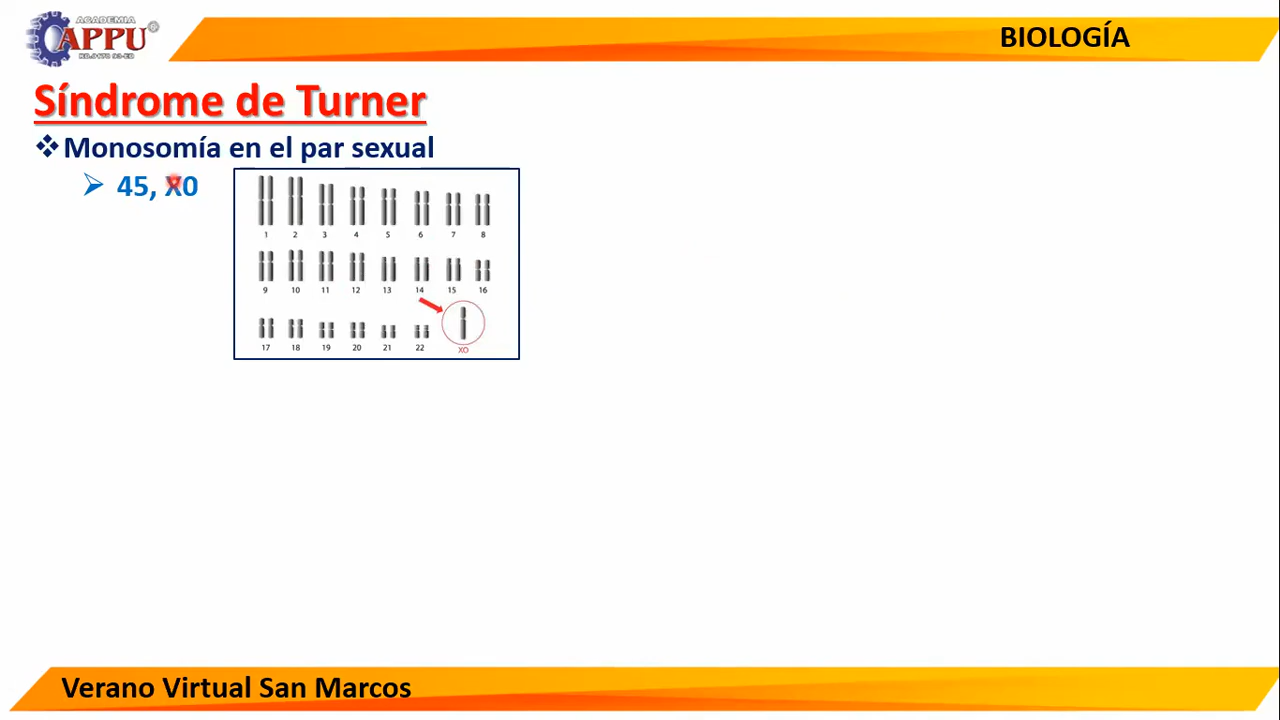 ACADEMIA
APPU®
BIOLOGÍA
Síndrome de Turner
Monosomía en el par sexual
45, X0
1 2 3 4 5 6 7 8
9 10 11 12 13 14 15 16
17 18 19 20 21 22 XO
Verano Virtual San Marcos